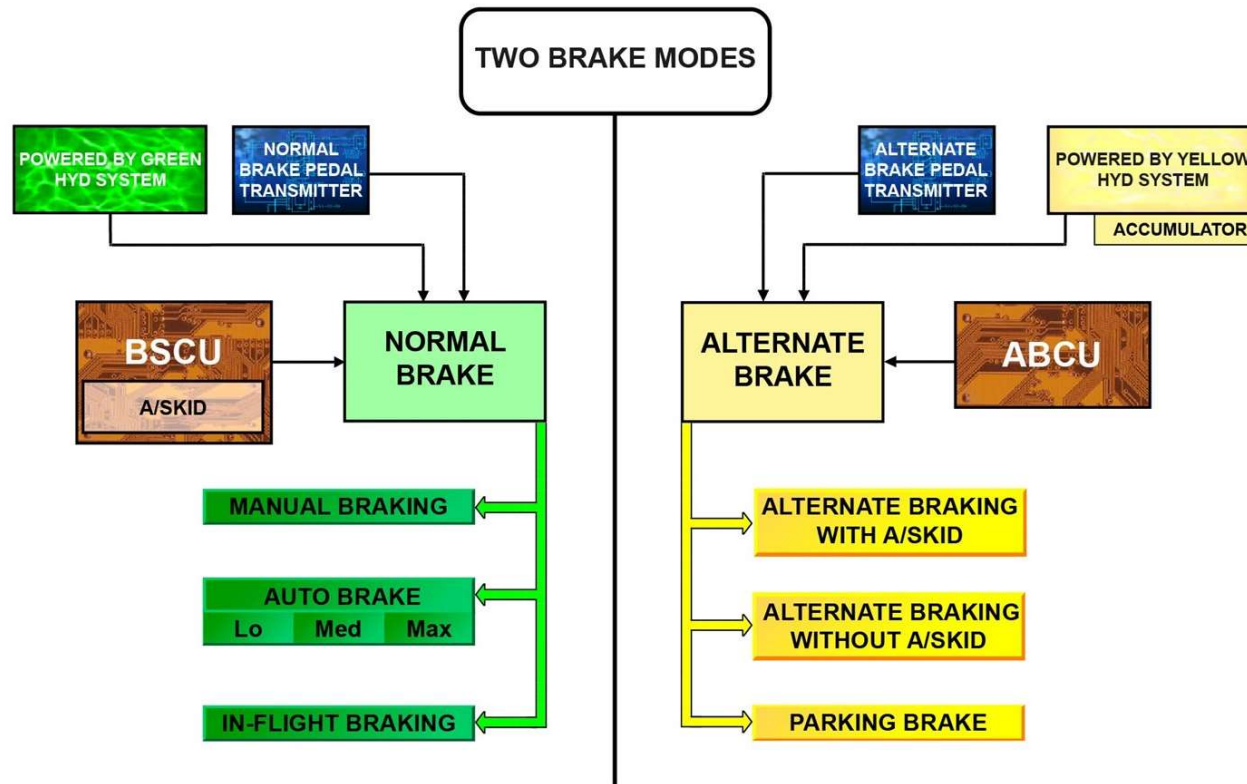 TWO BRAKE MODES
POWERED BY GREEN
HYD SYSTEM
NORMAL
BRAKE PEDAL
TRANSMITTER
ALTERNATE
BRAKE PEDAL
TRANSMITTER
POWERED BY YELLOW
HYD SYSTEM
ACCUMULATOR
BSCU
A/SKID
NORMAL
BRAKE
ALTERNATE
BRAKE
ABCU
MANUAL BRAKING
AUTO BRAKE
Lo Med Max
IN-FLIGHT BRAKING
ALTERNATE BRAKING
WITH A/SKID
ALTERNATE BRAKING
WITHOUT A/SKID
PARKING BRAKE